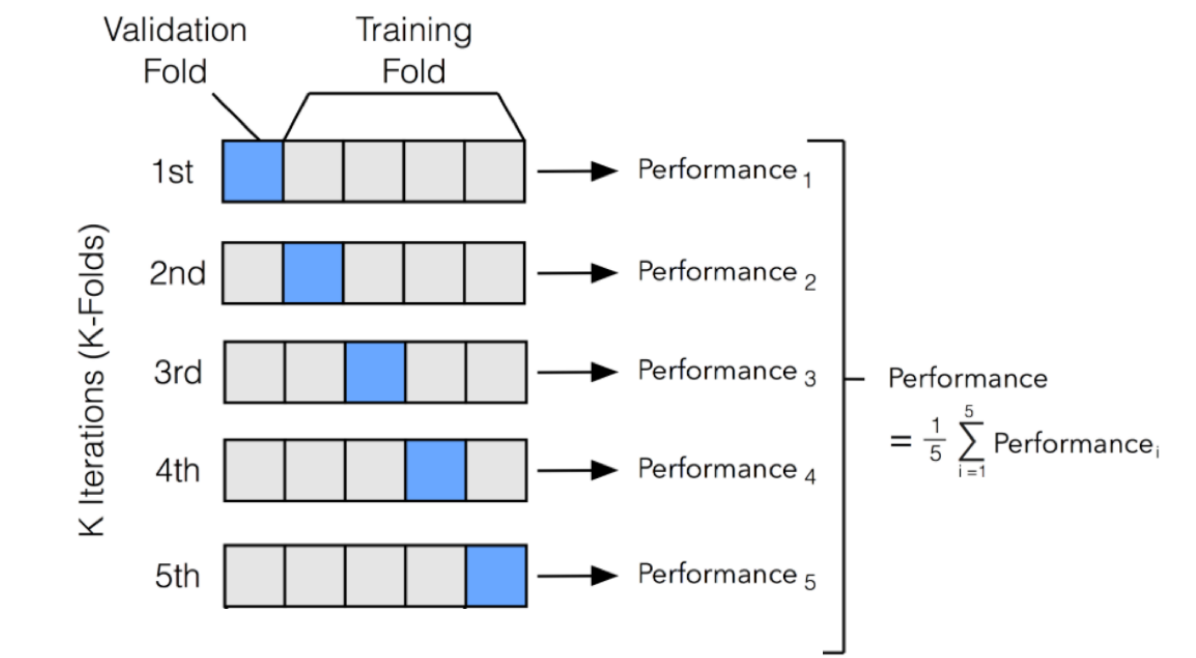 Validation
Fold
Training
Fold
K Iterations (K-Folds)
1st
Performance 1
2nd
Performance 2
3rd
Performance 3
4th
Performance 4
5th
Performance 5
Performance
= 1/5 5 ∑ i=1 Performance i